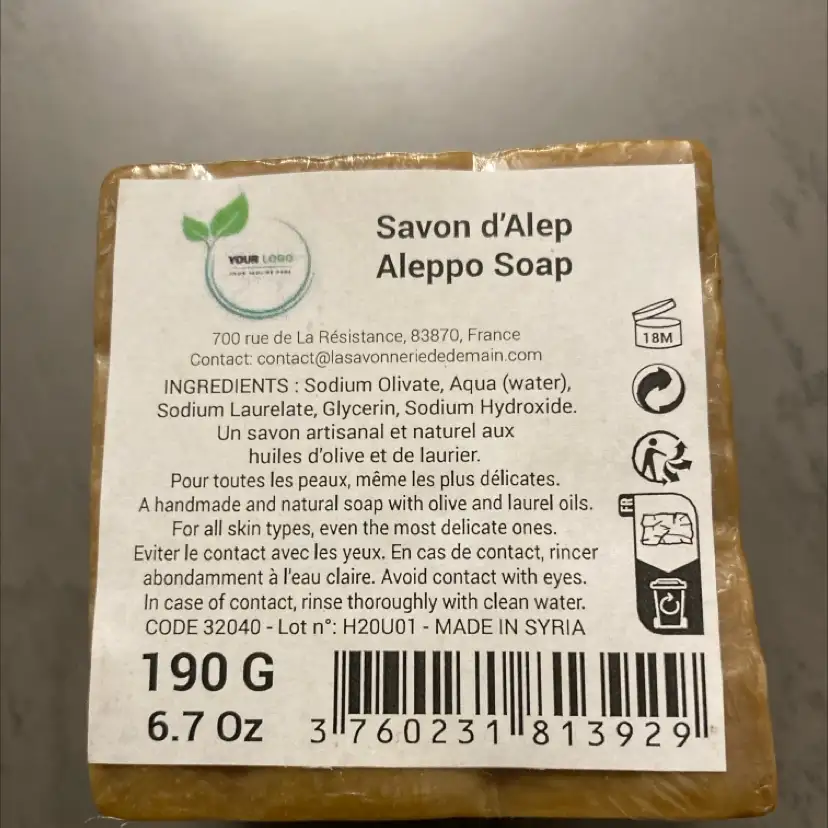 YOUR LOGO
Savon d'Alep
Aleppo Soap
700 rue de La Résistance, 83870, France
Contact: contact@lasavonneriededemain.com
INGREDIENTS : Sodium Olivate, Aqua (water),
Sodium Laurelate, Glycerin, Sodium Hydroxide.
Un savon artisanal et naturel aux
huiles d'olive et de laurier.
Pour toutes les peaux, même les plus délicates.
A handmade and natural soap with olive and laurel oils.
For all skin types, even the most delicate ones.
Eviter le contact avec les yeux. En cas de contact, rincer
abondamment à l'eau claire. Avoid contact with eyes.
In case of contact, rinse thoroughly with clean water.
CODE 32040 - Lot n°: H20U01 - MADE IN SYRIA
18M
FR
190 G
6.7 Oz
3 760231 813929